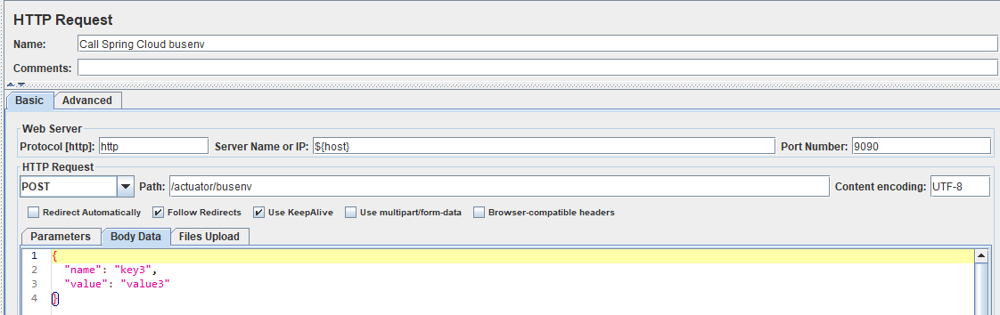 HTTP Request
Name: Call Spring Cloud busenv
Comments:
Basic Advanced
Web Server
Protocol [http]: http Server Name or IP: ${host} Port Number: 9090
HTTP Request
POST Path: /actuator/busenv Content encoding: UTF-8
Redirect Automatically Follow Redirects Use KeepAlive Use multipart/form-data Browser-compatible headers
Parameters Body Data Files Upload
1 {
2 "name": "key3",
3 "value": "value3"
4 }